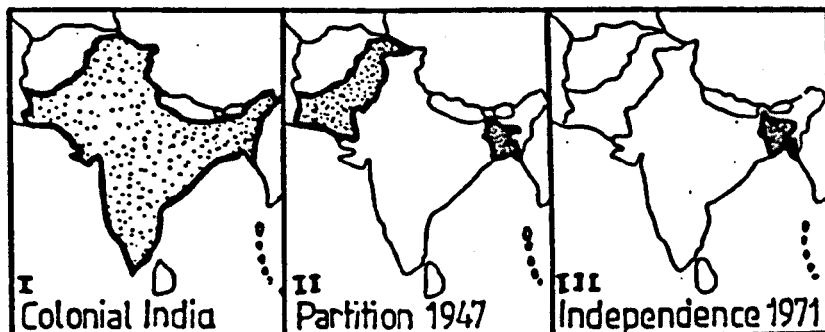 I
Colonial India
II
Partition 1947
III
Independence 1971